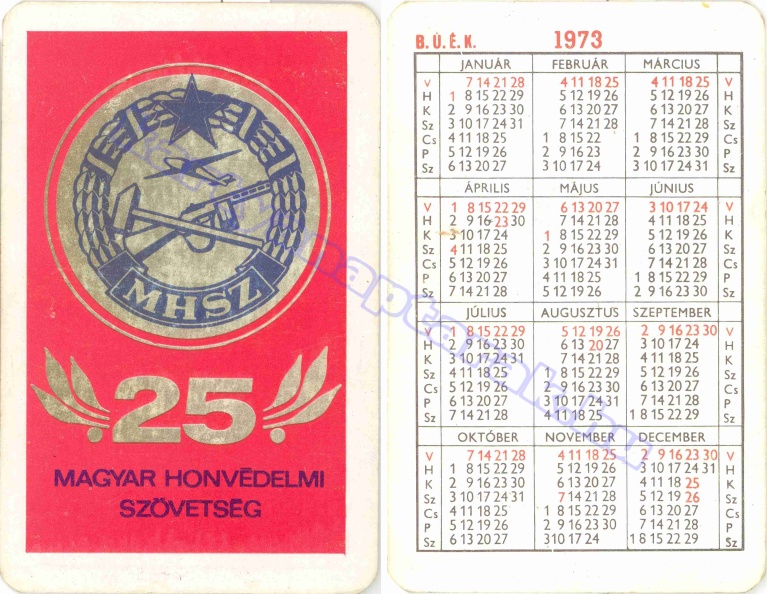 MHSZ
25.
MAGYAR HONVÉDELMI
SZÖVETSÉG
B.Ú.É.K. 1973
JANUÁR FEBRUÁR MÁRCIUS
V 7 14 21 28 4 11 18 25 4 11 18 25 V
H 1 8 15 22 29 5 12 19 26 5 12 19 26 H
K 2 9 16 23 30 6 13 20 27 6 13 20 27 K
Sz 3 10 17 24 31 7 14 21 28 7 14 21 28 Sz
Cs 4 11 18 25 1 8 15 22 1 8 15 22 29 Cs
P 5 12 19 26 2 9 16 23 2 9 16 23 30 P
Sz 6 13 20 27 3 10 17 24 3 10 17 24 31 Sz
ÁPRILIS MÁJUS JÚNIUS
V 1 8 15 22 29 6 13 20 27 3 10 17 24 V
H 2 9 16 23 30 7 14 21 28 4 11 18 25 H
K 3 10 17 24 1 8 15 22 29 5 12 19 26 K
Sz 4 11 18 25 2 9 16 23 30 6 13 20 27 Sz
Cs 5 12 19 26 3 10 17 24 31 7 14 21 28 Cs
P 6 13 20 27 4 11 18 25 1 8 15 22 29 P
Sz 7 14 21 28 5 12 19 26 2 9 16 23 30 Sz
JÚLIUS AUGUSZTUS SZEPTEMBER
V 1 8 15 22 29 5 12 19 26 2 9 16 23 30 V
H 2 9 16 23 30 6 13 20 27 3 10 17 24 H
K 3 10 17 24 31 7 14 21 28 4 11 18 25 K
Sz 4 11 18 25 1 8 15 22 29 5 12 19 26 Sz
Cs 5 12 19 26 2 9 16 23 30 6 13 20 27 Cs
P 6 13 20 27 3 10 17 24 31 7 14 21 28 P
Sz 7 14 21 28 4 11 18 25 1 8 15 22 29 Sz
OKTÓBER NOVEMBER DECEMBER
V 7 14 21 28 4 11 18 25 2 9 16 23 30 V
H 1 8 15 22 29 5 12 19 26 3 10 17 24 31 H
K 2 9 16 23 30 6 13 20 27 4 11 18 25 K
Sz 3 10 17 24 31 7 14 21 28 5 12 19 26 Sz
Cs 4 11 18 25 1 8 15 22 29 6 13 20 27 Cs
P 5 12 19 26 2 9 16 23 30 7 14 21 28 P
Sz 6 13 20 27 3 10 17 24 1 8 15 22 29 Sz